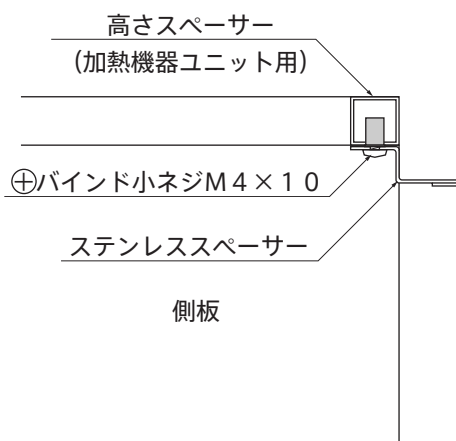 高さスペーサー
（加熱機器ユニット用）
⊕バインド小ネジM４×１０
ステンレススペーサー
側板